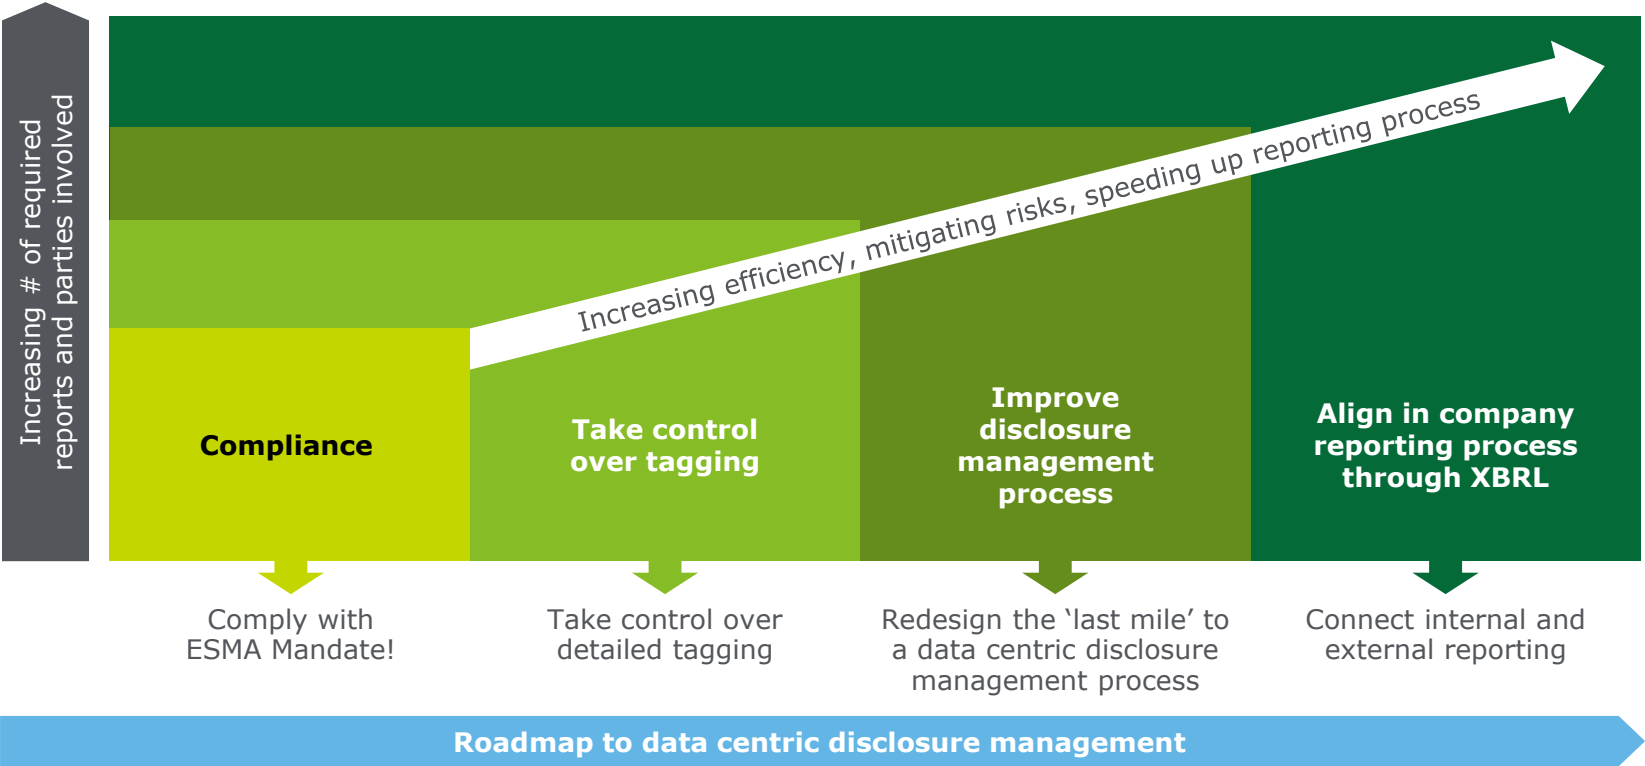 Increasing # of required
reports and parties involved
Increasing efficiency, mitigating risks, speeding up reporting process
Compliance
Take control
over tagging
Improve
disclosure
management
process
Align in company
reporting process
through XBRL
Comply with
ESMA Mandate!
Take control over
detailed tagging
Redesign the ‘last mile’ to
a data centric disclosure
management process
Connect internal and
external reporting
Roadmap to data centric disclosure management